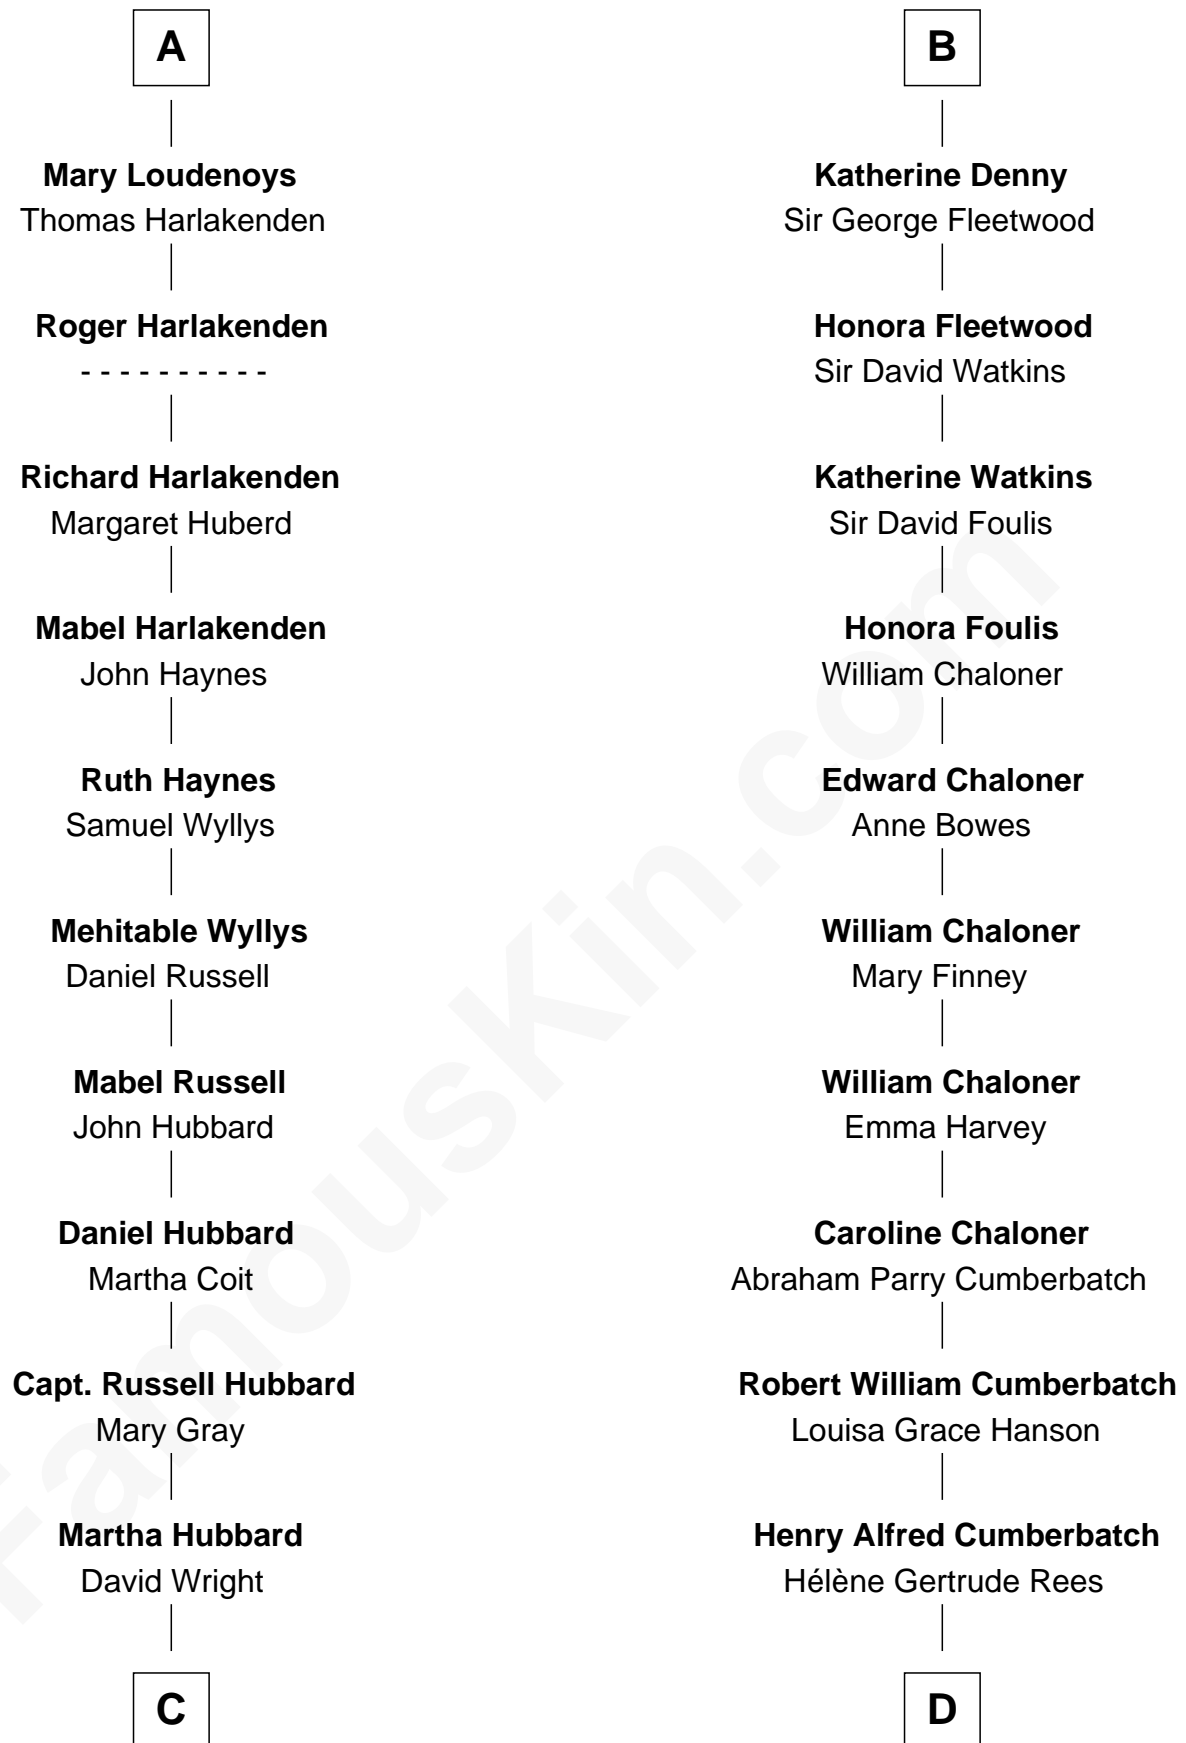 A
Mary Loudenoys
Thomas Harlakenden
Roger Harlakenden
- - - - - - - - - -
Richard Harlakenden
Margaret Huberd
Mabel Harlakenden
John Haynes
Ruth Haynes
Samuel Wyllys
Mehitable Wyllys
Daniel Russell
Mabel Russell
John Hubbard
Daniel Hubbard
Martha Coit
Capt. Russell Hubbard
Mary Gray
Martha Hubbard
David Wright
C
B
Katherine Denny
Sir George Fleetwood
Honora Fleetwood
Sir David Watkins
Katherine Watkins
Sir David Foulis
Honora Foulis
William Chaloner
Edward Chaloner
Anne Bowes
William Chaloner
Mary Finney
William Chaloner
Emma Harvey
Caroline Chaloner
Abraham Parry Cumberbatch
Robert William Cumberbatch
Louisa Grace Hanson
Henry Alfred Cumberbatch
Hélène Gertrude Rees
D
FamousKin.com